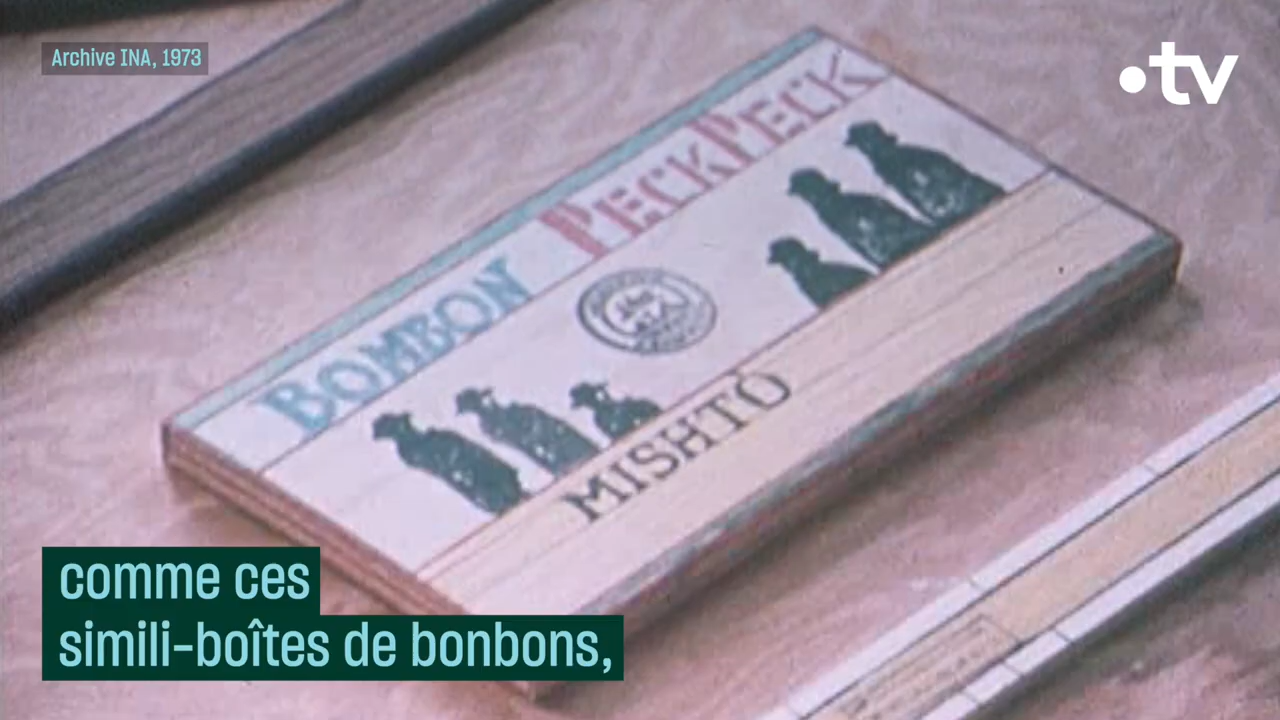 Archive INA, 1973
•tv
BOMBON PECKPECK
MISHTO
comme ces
simili-boîtes de bonbons,